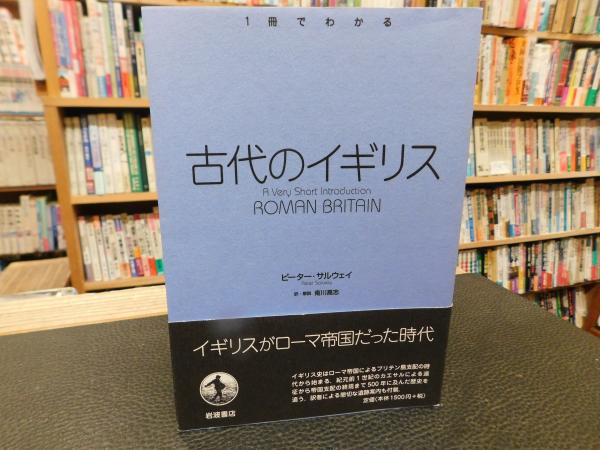 1冊でわかる
古代のイギリス
A Very Short Introduction
ROMAN BRITAIN
ピーター・サルウェイ
Peter Salway
訳・解説 南川高志
イギリスがローマ帝国だった時代
イギリス史はローマ帝国によるブリテン島支配の時
代から始まる．紀元前1世紀のカエサルによる遠
征から帝国支配の終焉まで500年に及んだ歴史を
追う．訳者による懇切な遺跡案内も付載．
定価(本体1500円+税)
岩波書店